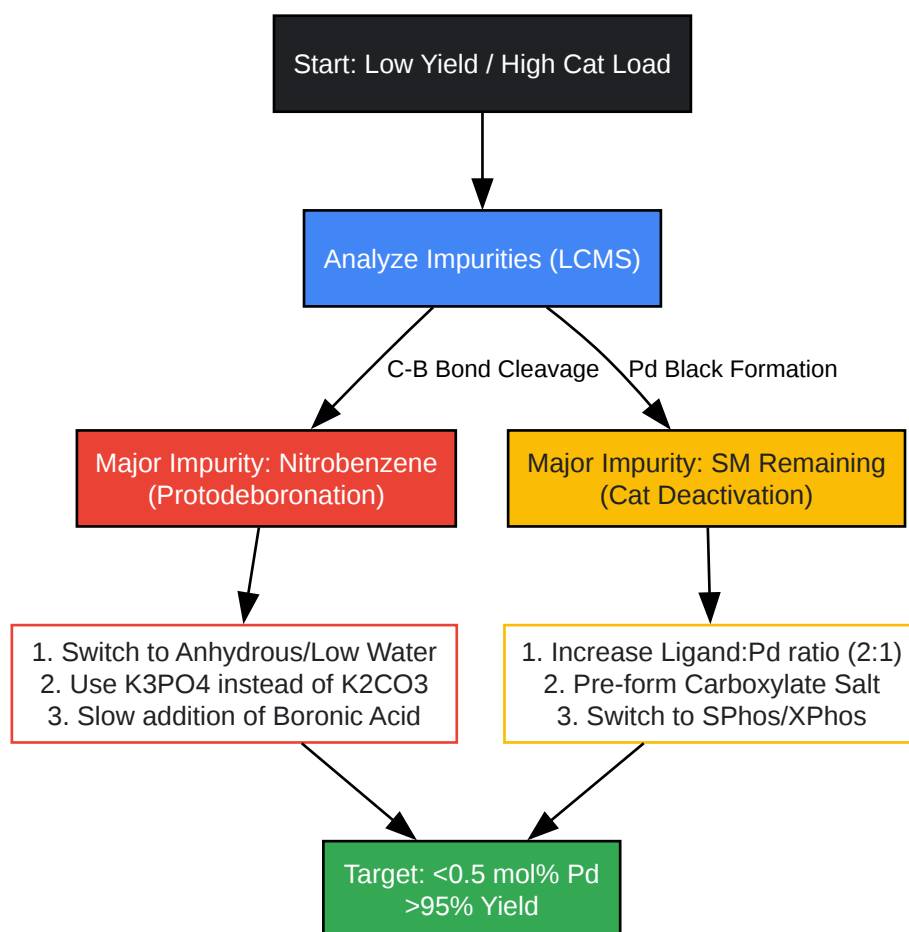 Start: Low Yield / High Cat Load
Analyze Impurities (LCMS)
C-B Bond Cleavage
Pd Black Formation
Major Impurity: Nitrobenzene
(Protodeboronation)
Major Impurity: SM Remaining
(Cat Deactivation)
1. Switch to Anhydrous/Low Water
2. Use K3PO4 instead of K2CO3
3. Slow addition of Boronic Acid
1. Increase Ligand:Pd ratio (2:1)
2. Pre-form Carboxylate Salt
3. Switch to SPhos/XPhos
Target: <0.5 mol% Pd
>95% Yield